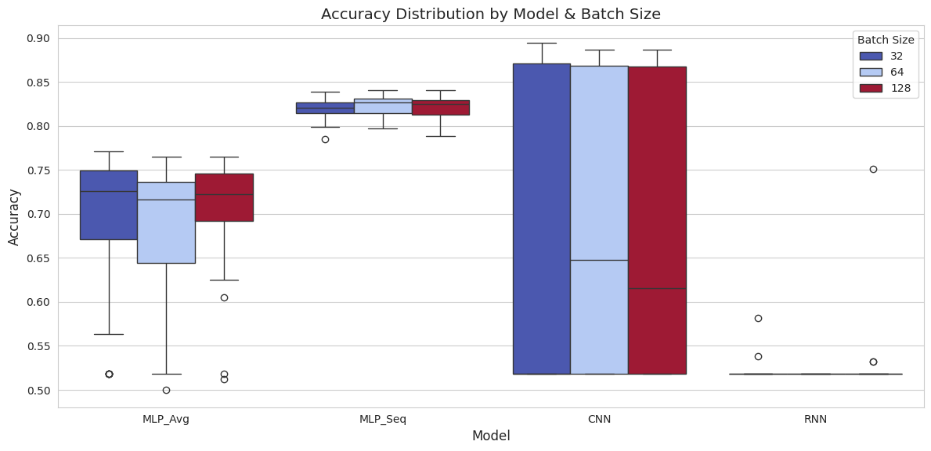 Accuracy Distribution by Model & Batch Size
Batch Size
32
64
128
Accuracy
0.90
0.85
0.80
0.75
0.70
0.65
0.60
0.55
0.50
MLP_Avg
MLP_Seq
CNN
RNN
Model